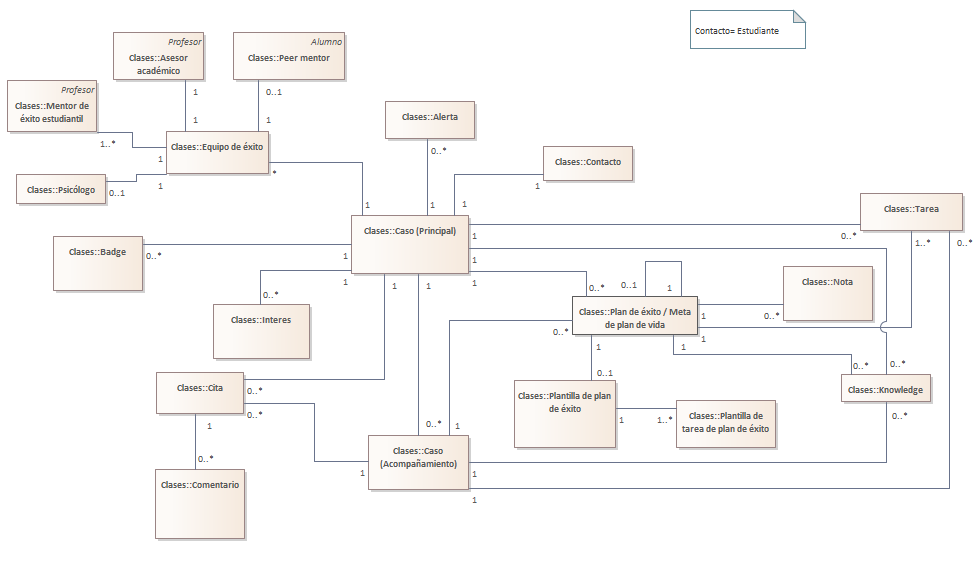 Contacto= Estudiante
Profesor
Clases::Asesor
académico
1
1
Alumno
Clases::Peer mentor
0..1
1
Profesor
Clases::Mentor de
éxito estudiantil
1..*
1
Clases::Equipo de éxito
*
1
Clases::Psicólogo
0..1
1
Clases::Alerta
0..*
1
Clases::Contacto
1
1
Clases::Tarea
0..*
1..*
0..*
Clases::Caso (Principal)
1
1
1
1
1
1
1
Clases::Badge
0..*
Clases::Interes
0..*
0..*
0..1
1
Clases::Plan de éxito / Meta
de plan de vida
0..*
1
1
1
1
Clases::Nota
0..*
Clases::Cita
0..*
0..*
1
0..*
Clases::Comentario
0..1
Clases::Plantilla de plan
de éxito
1
1..*
Clases::Plantilla de
tarea de plan de éxito
0..*
0..*
Clases::Knowledge
0..*
0..*
1
Clases::Caso
(Acompañamiento)
1
1
1